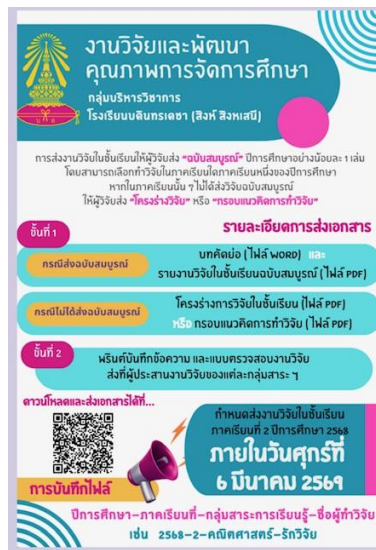 งานวิจัยและพัฒนา
คุณภาพการจัดการศึกษา
กลุ่มบริหารวิชาการ
โรงเรียนบดินทรเดชา (สิงห์ สิงหเสนี)
การส่งงานวิจัยในชั้นเรียนให้ผู้วิจัยส่ง "ฉบับสมบูรณ์" ปีการศึกษาอย่างน้อยละ 1 เล่ม
โดยสามารถเลือกทำวิจัยในภาคเรียนใดภาคเรียนหนึ่งของปีการศึกษา
หากในภาคเรียนนั้น ๆ ไม่ได้ส่งวิจัยฉบับสมบูรณ์
ให้ผู้วิจัยส่ง "โครงร่างวิจัย" หรือ "กรอบแนวคิดการทำวิจัย"
รายละเอียดการส่งเอกสาร
ขั้นที่ 1
กรณีส่งฉบับสมบูรณ์
บทคัดย่อ (ไฟล์ WORD) และ
รายงานวิจัยในชั้นเรียนฉบับสมบูรณ์ (ไฟล์ PDF)
กรณีไม่ได้ส่งฉบับสมบูรณ์
โครงร่างการวิจัยในชั้นเรียน (ไฟล์ PDF)
หรือ กรอบแนวคิดการทำวิจัย (ไฟล์ PDF)
ขั้นที่ 2
พรินต์บันทึกข้อความ และแบบตรวจสอบงานวิจัย
ส่งที่ผู้ประสานงานวิจัยของแต่ละกลุ่มสาระ ฯ
ดาวน์โหลดและส่งเอกสารได้ที่...
กำหนดส่งงานวิจัยในชั้นเรียน
ภาคเรียนที่ 2 ปีการศึกษา 2568
ภายในวันศุกร์ที่
6 มีนาคม 2569
การบันทึกไฟล์
ปีการศึกษา-ภาคเรียนที่-กลุ่มสาระการเรียนรู้-ชื่อผู้ทำวิจัย
เช่น 2568-2-คณิตศาสตร์-รักวิจัย